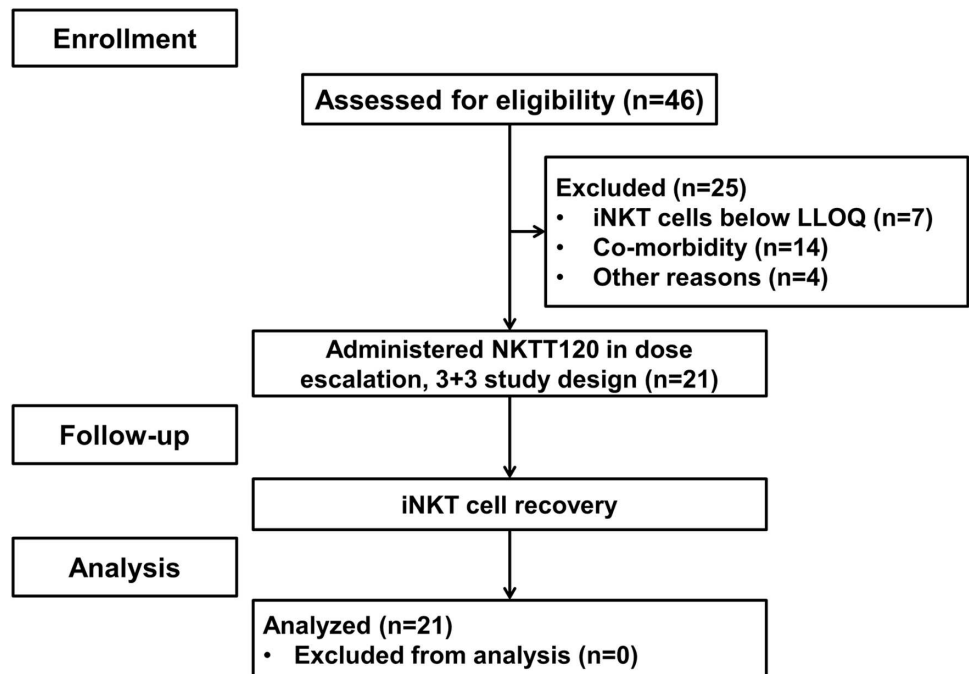 Enrollment
Assessed for eligibility (n=46)
Excluded (n=25)
• iNKT cells below LLOQ (n=7)
• Co-morbidity (n=14)
• Other reasons (n=4)
Administered NKTT120 in dose
escalation, 3+3 study design (n=21)
Follow-up
iNKT cell recovery
Analysis
Analyzed (n=21)
• Excluded from analysis (n=0)